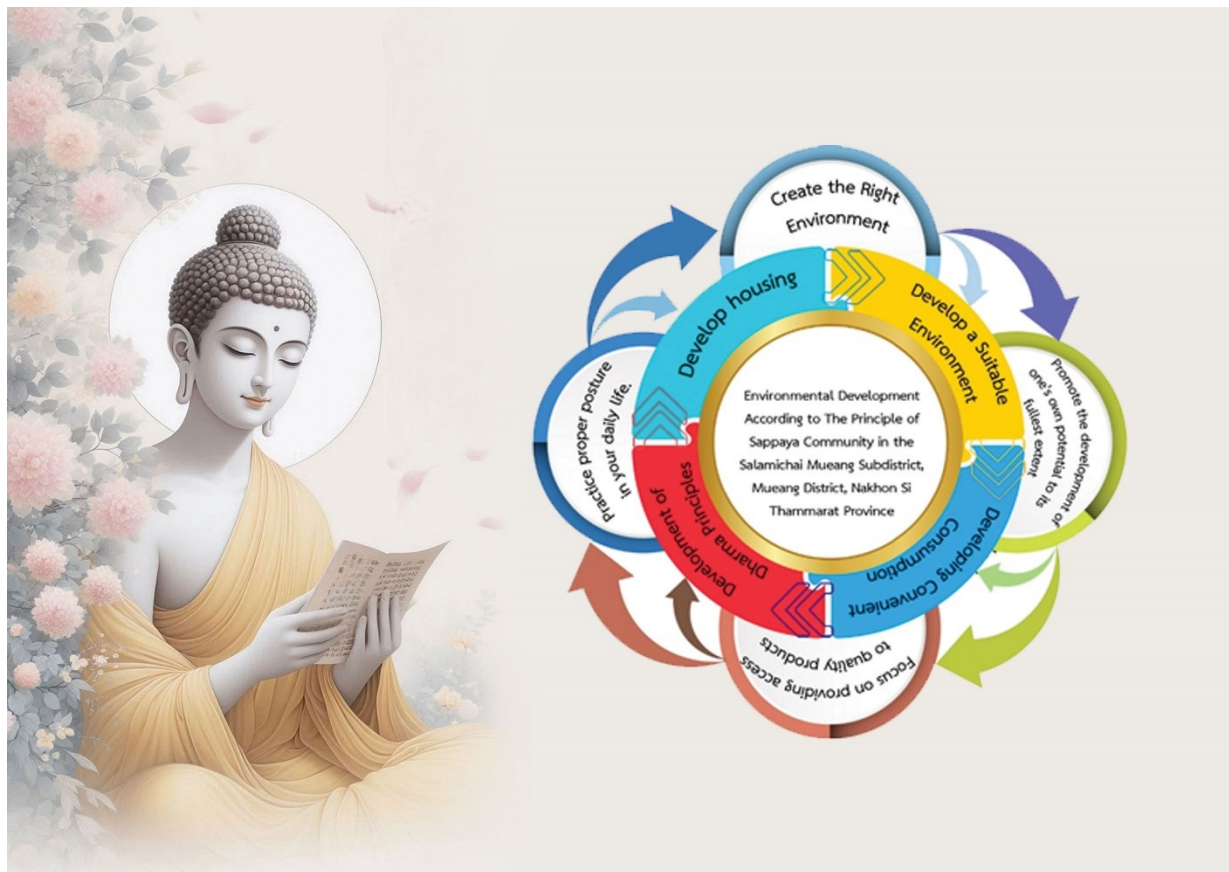 Create the Right
Environment
Develop housing
Develop a Suitable
Environment
Practice proper posture
in your daily life.
Environmental Development
According to The Principle of
Sappaya Community in the
Salamichai Mueang Subdistrict,
Mueang District, Nakhon Si
Thammarat Province
Promote the development of
one's own potential to its
fullest extent
Development of
Dharma Principles
Developing Convenient
Consumption
Focus on providing access
to quality products